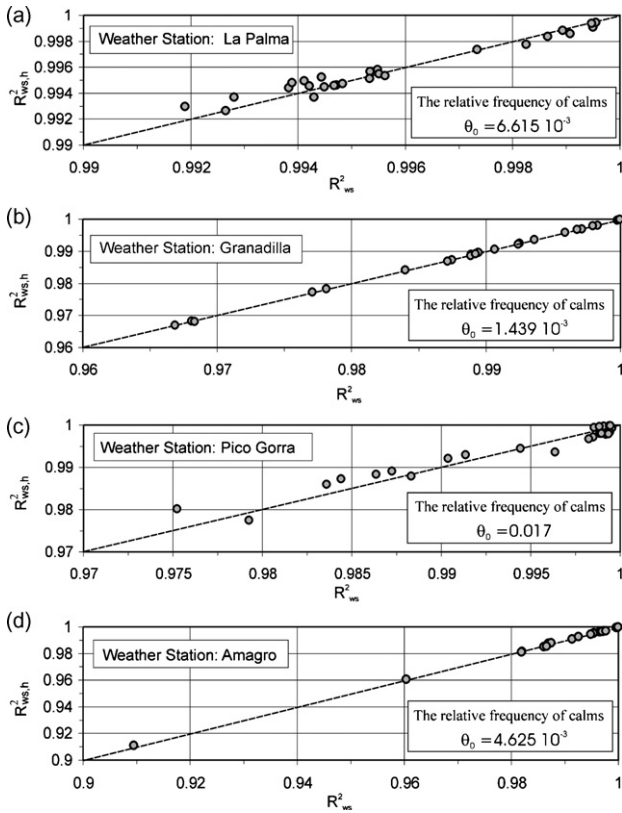 (a)
1
0.998
0.996
0.994
0.992
0.99
R²ws,h
Weather Station: La Palma
The relative frequency of calms
θ₀ = 6.615 10⁻³
0.99 0.992 0.994 0.996 0.998 1
R²ws
(b)
1
0.99
0.98
0.97
0.96
R²ws,h
Weather Station: Granadilla
The relative frequency of calms
θ₀ = 1.439 10⁻³
0.96 0.97 0.98 0.99 1
R²ws
(c)
1
0.99
0.98
0.97
R²ws,h
Weather Station: Pico Gorra
The relative frequency of calms
θ₀ = 0.017
0.97 0.975 0.98 0.985 0.99 0.995 1
R²ws
(d)
1
0.98
0.96
0.94
0.92
0.9
R²ws,h
Weather Station: Amagro
The relative frequency of calms
θ₀ = 4.625 10⁻³
0.9 0.92 0.94 0.96 0.98 1
R²ws